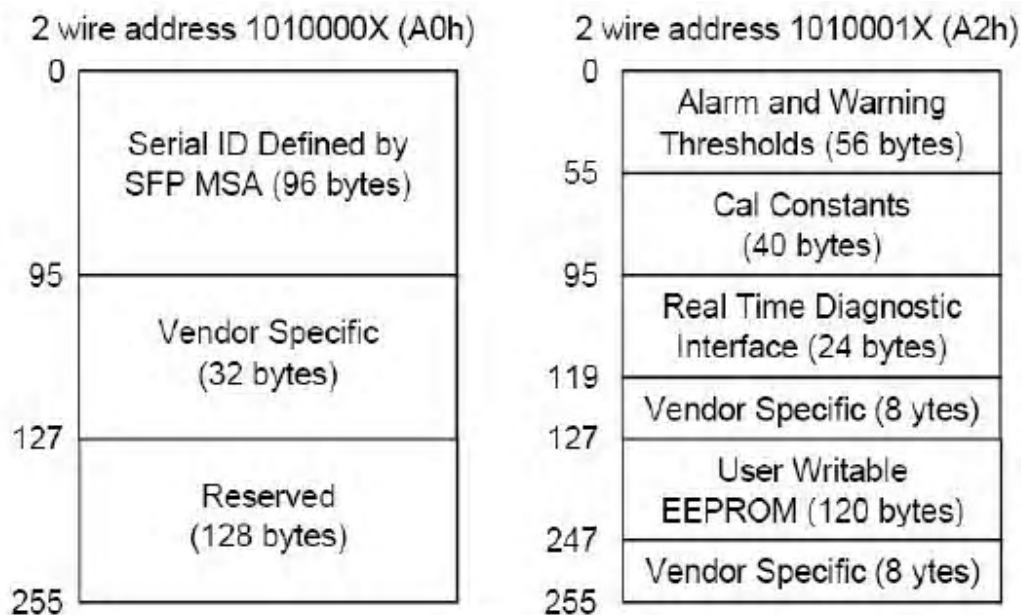 2 wire address 1010000X (A0h)
0
Serial ID Defined by
SFP MSA (96 bytes)
95
Vendor Specific
(32 bytes)
127
Reserved
(128 bytes)
255
2 wire address 1010001X (A2h)
0
Alarm and Warning
Thresholds (56 bytes)
55
Cal Constants
(40 bytes)
95
Real Time Diagnostic
Interface (24 bytes)
119
Vendor Specific (8 ytes)
127
User Writable
EEPROM (120 bytes)
247
Vendor Specific (8 ytes)
255